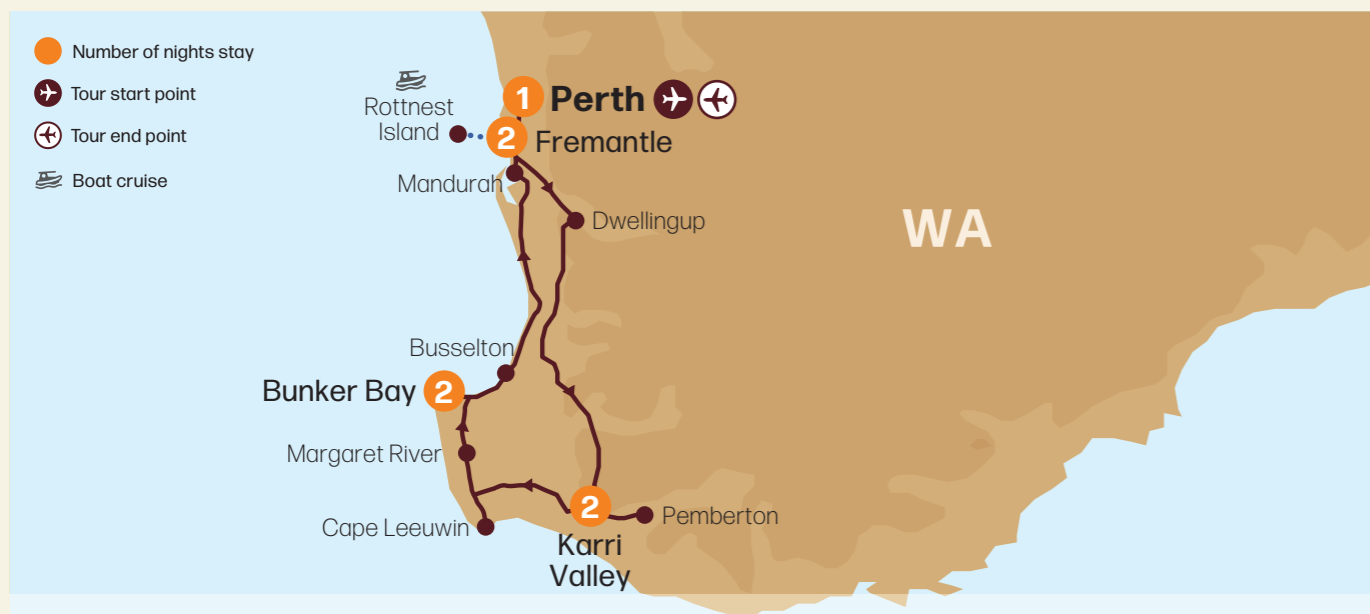 Number of nights stay
Tour start point
Tour end point
Boat cruise
Rottnest
Island
1
Perth
2
Fremantle
Mandurah
Dwellingup
WA
Busselton
Bunker Bay
2
Margaret River
Cape Leeuwin
2
Pemberton
Karri
Valley